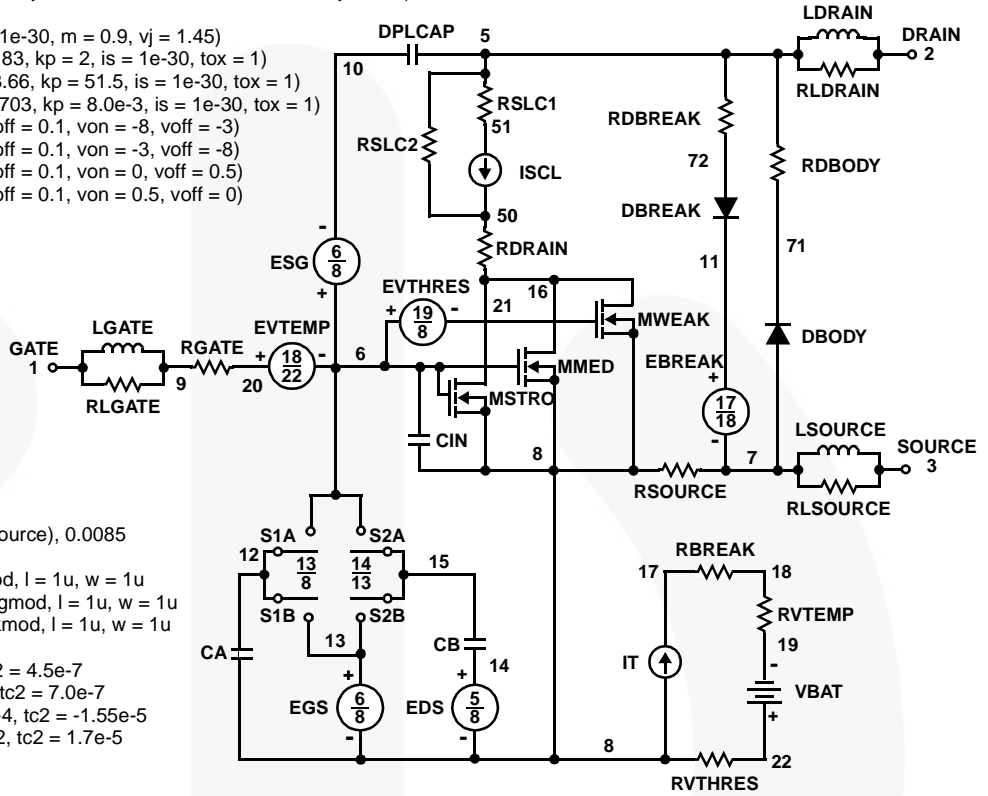 1e-30, m = 0.9, vj = 1.45)
83, kp = 2, is = 1e-30, tox = 1)
.66, kp = 51.5, is = 1e-30, tox = 1)
703, kp = 8.0e-3, is = 1e-30, tox = 1)
off = 0.1, von = -8, voff = -3)
off = 0.1, von = -3, voff = -8)
off = 0.1, von = 0, voff = 0.5)
off = 0.1, von = 0.5, voff = 0)
ource), 0.0085
od, l = 1u, w = 1u
gmod, l = 1u, w = 1u
kmod, l = 1u, w = 1u
2 = 4.5e-7
tc2 = 7.0e-7
-4, tc2 = -1.55e-5
2, tc2 = 1.7e-5
LDRAIN
DPLCAP 5
DRAIN
2
10
RLDRAIN
RSLC1
51
RSLC2
ISCL
RDBREAK
72
RDBODY
DBREAK
50
RDRAIN
11
71
-
ESG
6
8
+
EVTHRES
+ 19 -
8
16
21
MWEAK
LGATE
GATE
1
RGATE
EVTEMP
+ 18 -
22
6
9
20
RLGATE
MMED
MSTRO
DBODY
EBREAK
+
17
18
-
CIN
8
7
RSOURCE
LSOURCE
SOURCE
3
RLSOURCE
S1A
S2A
12
13
8
14
13
15
S1B
S2B
13
CA
CB
14
+
EGS
6
8
-
+
EDS
5
8
-
8
RBREAK
17
18
RVTEMP
19
IT
-
VBAT
+
22
RVTHRES